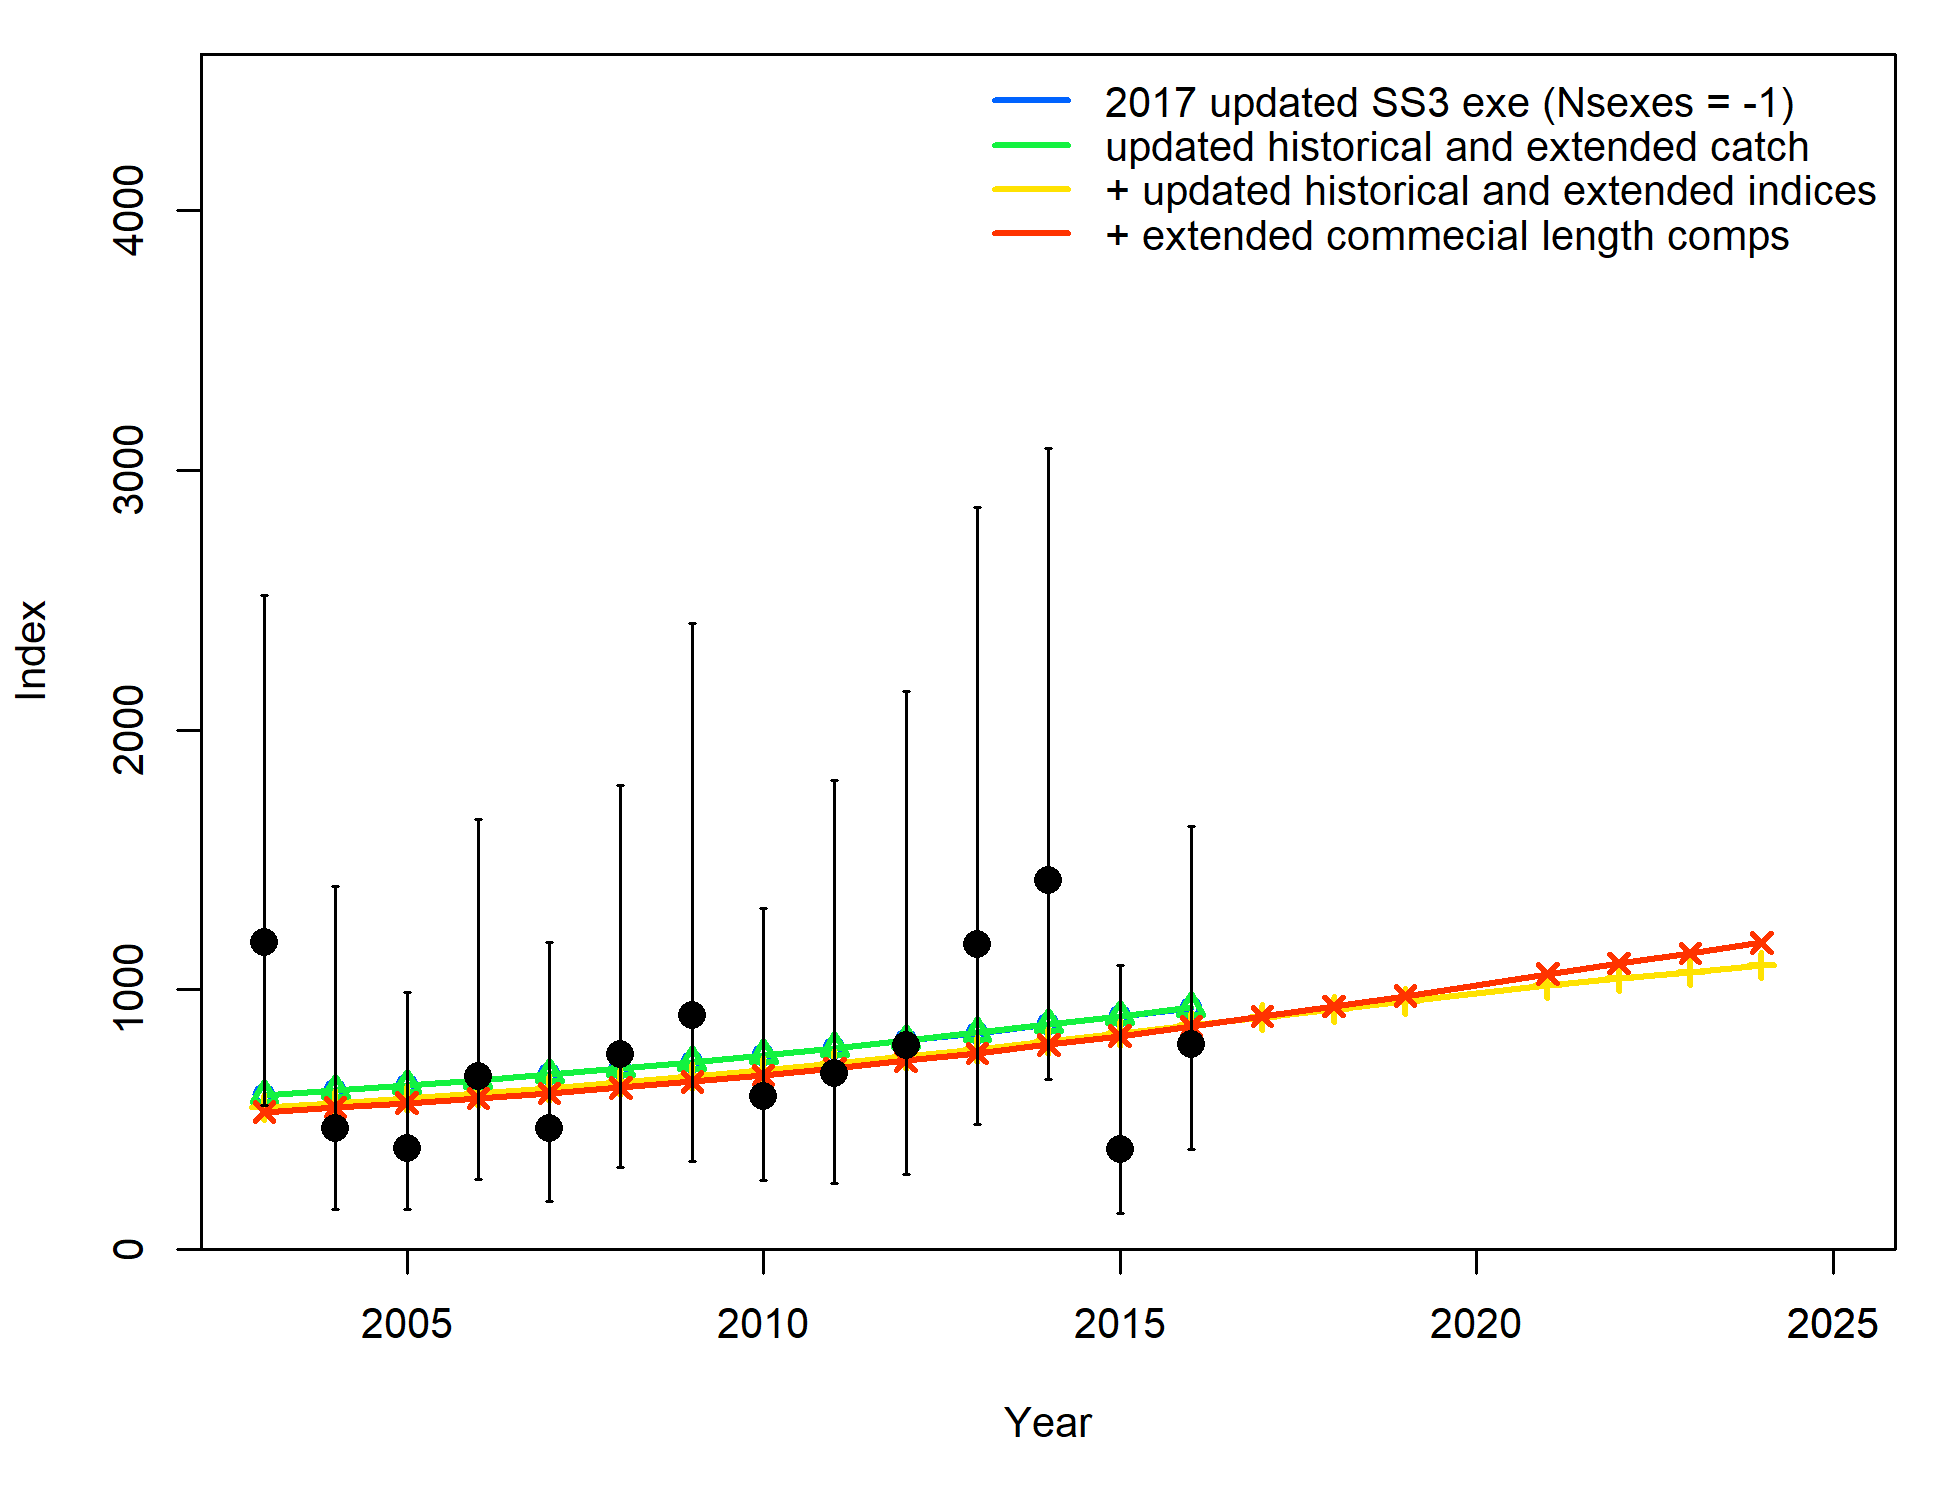 2017 updated SS3 exe (Nsexes = -1)
updated historical and extended catch
+ updated historical and extended indices
+ extended commecial length comps
4000
3000
2000
1000
0
Index
2005
2010
2015
2020
2025
Year